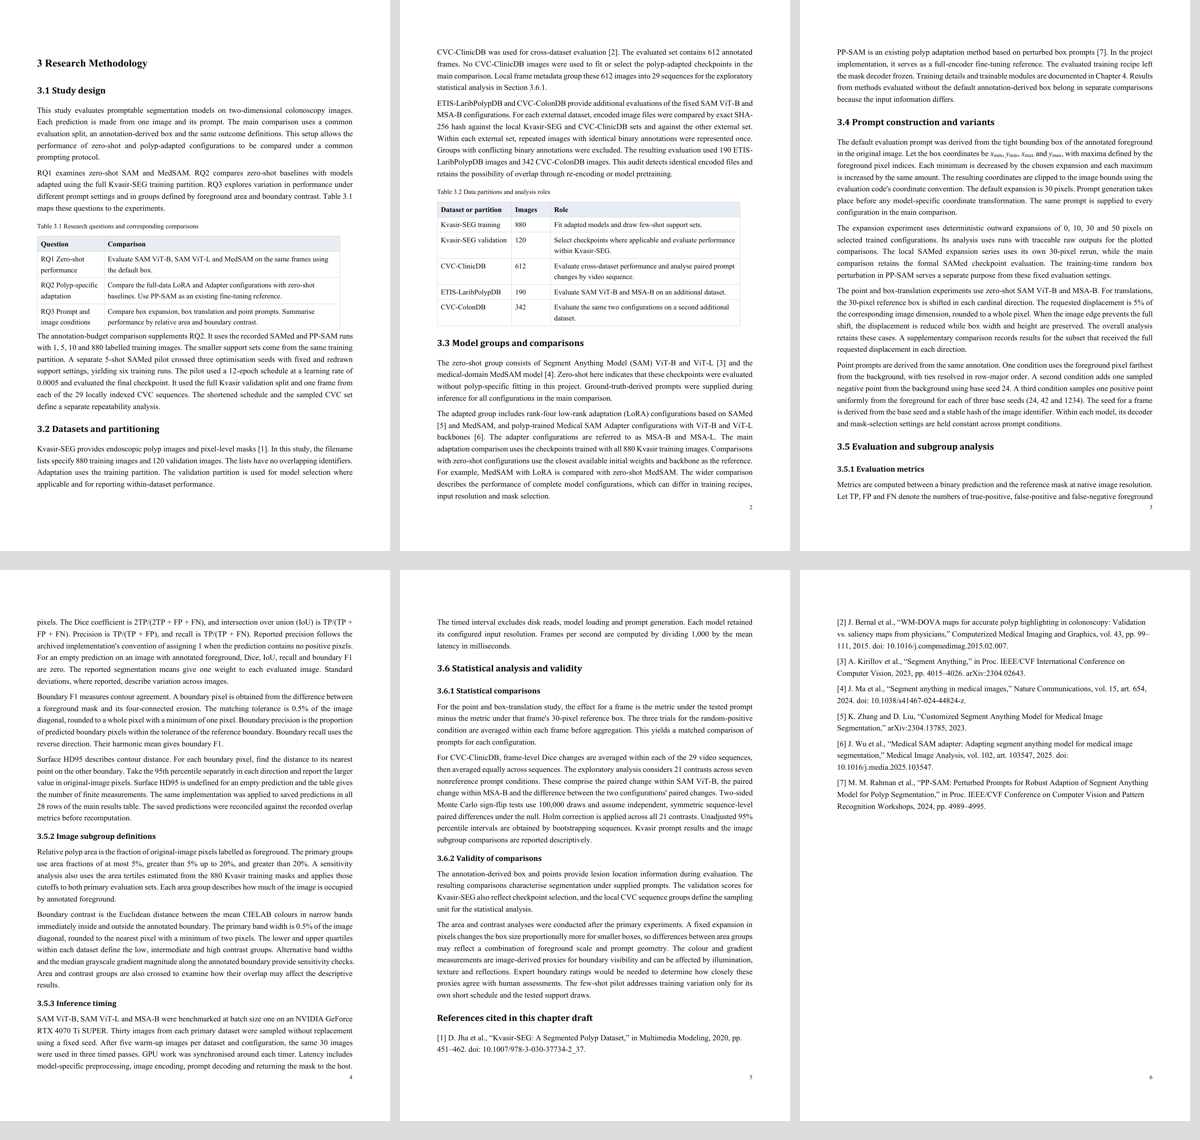 3 Research Methodology
3.1 Study design
This study evaluates promptable segmentation models on two-dimensional colonoscopy images.
Each prediction is made from one image and its prompt. The main comparison uses a common
evaluation split, an annotation-derived box and the same outcome definitions. This setup allows the
performance of zero-shot and polyp-adapted configurations to be compared under a common
prompting protocol.
RQ1 examines zero-shot SAM and MedSAM. RQ2 compares zero-shot baselines with models
adapted using the full Kvasir-SEG training partition. RQ3 explores variation in performance under
different prompt settings and in groups defined by foreground area and boundary contrast. Table 3.1
maps these questions to the experiments.
Table 3.1 Research questions and corresponding comparisons
Question Comparison
RQ1 Zero-shot performance Evaluate SAM ViT-B, SAM ViT-L and MedSAM on the same frames using
the default box.
RQ2 Polyp-specific adaptation Compare the full-data LoRA and Adapter configurations with zero-shot
baselines. Use PP-SAM as an existing fine-tuning reference.
RQ3 Prompt and image conditions Compare box expansion, box translation and point prompts. Summarise
performance by relative area and boundary contrast.
The annotation-budget comparison supplements RQ2. It uses the recorded SAMed and PP-SAM runs
with 1, 5, 10 and 880 labelled training images. The smaller support sets come from the same training
partition. A separate 5-shot SAMed pilot crossed three optimisation seeds with fixed and redrawn
support settings, yielding six training runs. The pilot used a 12-epoch schedule at a learning rate of
0.0005 and evaluated the final checkpoint. It used the full Kvasir validation split and one frame from
each of the 29 locally indexed CVC sequences. The shortened schedule and the sampled CVC set
define a separate repeatability analysis.
3.2 Datasets and partitioning
Kvasir-SEG provides endoscopic polyp images and pixel-level masks [1]. In this study, the filename
lists specify 880 training images and 120 validation images. The lists have no overlapping identifiers.
Adaptation uses the training partition. The validation partition is used for model selection where
applicable and for reporting within-dataset performance.
CVC-ClinicDB was used for cross-dataset evaluation [2]. The evaluated set contains 612 annotated
frames. No CVC-ClinicDB images were used to fit or select the polyp-adapted checkpoints in the
main comparison. Local frame metadata group these 612 images into 29 sequences for the exploratory
statistical analysis in Section 3.6.1.
ETIS-LaribPolypDB and CVC-ColonDB provide additional evaluations of the fixed SAM ViT-B and
MSA-B configurations. For each external dataset, encoded image files were compared by exact SHA-
256 hash against the local Kvasir-SEG and CVC-ClinicDB sets and against the other external set.
Within each external set, repeated images with identical binary annotations were represented once.
Groups with conflicting binary annotations were excluded. The resulting evaluation used 190 ETIS-
LaribPolypDB images and 342 CVC-ColonDB images. This audit detects identical encoded files and
retains the possibility of overlap through re-encoding or model pretraining.
Table 3.2 Data partitions and analysis roles
Dataset or partition Images Role
Kvasir-SEG training 880 Fit adapted models and draw few-shot support sets.
Kvasir-SEG validation 120 Select checkpoints where applicable and evaluate performance
within Kvasir-SEG.
CVC-ClinicDB 612 Evaluate cross-dataset performance and analyse paired prompt
changes by video sequence.
ETIS-LaribPolypDB 190 Evaluate SAM ViT-B and MSA-B on an additional dataset.
CVC-ColonDB 342 Evaluate the same two configurations on a second additional
dataset.
3.3 Model groups and comparisons
The zero-shot group consists of Segment Anything Model (SAM) ViT-B and ViT-L [3] and the
medical-domain MedSAM model [4]. Zero-shot here indicates that these checkpoints were evaluated
without polyp-specific fitting in this project. Ground-truth-derived prompts were supplied during
inference for all configurations in the main comparison.
The adapted group includes rank-four low-rank adaptation (LoRA) configurations based on SAMed
[5] and MedSAM, and polyp-trained Medical SAM Adapter configurations with ViT-B and ViT-L
backbones [6]. The adapter configurations are referred to as MSA-B and MSA-L. The main
adaptation comparison uses the checkpoints trained with all 880 Kvasir training images. Comparisons
with zero-shot configurations use the closest available initial weights and backbone as the reference.
For example, MedSAM with LoRA is compared with zero-shot MedSAM. The wider comparison
describes the performance of complete model configurations, which can differ in training recipes,
input resolution and mask selection.
2
PP-SAM is an existing polyp adaptation method based on perturbed box prompts [7]. In the project
implementation, it serves as a full-encoder fine-tuning reference. The evaluated training recipe left
the mask decoder frozen. Training details and trainable modules are documented in Chapter 4. Results
from methods evaluated without the default annotation-derived box belong in separate comparisons
because the input information differs.
3.4 Prompt construction and variants
The default evaluation prompt was derived from the tight bounding box of the annotated foreground
in the original image. Let the box coordinates be xmin, ymin, xmax and ymax, with maxima defined by the
foreground pixel indices. Each minimum is decreased by the chosen expansion and each maximum
is increased by the same amount. The resulting coordinates are clipped to the image bounds using the
evaluation code's coordinate convention. The default expansion is 30 pixels. Prompt generation takes
place before any model-specific coordinate transformation. The same prompt is supplied to every
configuration in the main comparison.
The expansion experiment uses deterministic outward expansions of 0, 10, 30 and 50 pixels on
selected trained configurations. Its analysis uses runs with traceable raw outputs for the plotted
comparisons. The local SAMed expansion series uses its own 30-pixel rerun, while the main
comparison retains the formal SAMed checkpoint evaluation. The training-time random box
perturbation in PP-SAM serves a separate purpose from these fixed evaluation settings.
The point and box-translation experiments use zero-shot SAM ViT-B and MSA-B. For translations,
the 30-pixel reference box is shifted in each cardinal direction. The requested displacement is 5% of
the corresponding image dimension, rounded to a whole pixel. When the image edge prevents the full
shift, the displacement is reduced while box width and height are preserved. The overall analysis
retains these cases. A supplementary comparison records results for the subset that received the full
requested displacement in each direction.
Point prompts are derived from the same annotation. One condition uses the foreground pixel farthest
from the background, with ties resolved in row-major order. A second condition adds one sampled
negative point from the background using base seed 24. A third condition samples one positive point
uniformly from the foreground for each of three base seeds (24, 42 and 1234). The seed for a frame
is derived from the base seed and a stable hash of the image identifier. Within each model, its decoder
and mask-selection settings are held constant across prompt conditions.
3.5 Evaluation and subgroup analysis
3.5.1 Evaluation metrics
Metrics are computed between a binary prediction and the reference mask at native image resolution.
Let TP, FP and FN denote the numbers of true-positive, false-positive and false-negative foreground
3
pixels. The Dice coefficient is 2TP/(2TP + FP + FN), and intersection over union (IoU) is TP/(TP +
FP + FN). Precision is TP/(TP + FP), and recall is TP/(TP + FN). Reported precision follows the
archived implementation's convention of assigning 1 when the prediction contains no positive pixels.
For an empty prediction on an image with annotated foreground, Dice, IoU, recall and boundary F1
are zero. The reported segmentation means give one weight to each evaluated image. Standard
deviations, where reported, describe variation across images.
Boundary F1 measures contour agreement. A boundary pixel is obtained from the difference between
a foreground mask and its four-connected erosion. The matching tolerance is 0.5% of the image
diagonal, rounded to a whole pixel with a minimum of one pixel. Boundary precision is the proportion
of predicted boundary pixels within the tolerance of the reference boundary. Boundary recall uses the
reverse direction. Their harmonic mean gives boundary F1.
Surface HD95 describes contour distance. For each boundary pixel, find the distance to its nearest
point on the other boundary. Take the 95th percentile separately in each direction and report the larger
value in original-image pixels. Surface HD95 is undefined for an empty prediction and the table gives
the number of finite measurements. The same implementation was applied to saved predictions in all
28 rows of the main results table. The saved predictions were reconciled against the recorded overlap
metrics before recomputation.
3.5.2 Image subgroup definitions
Relative polyp area is the fraction of original-image pixels labelled as foreground. The primary groups
use area fractions of at most 5%, greater than 5% up to 20%, and greater than 20%. A sensitivity
analysis also uses the area tertiles estimated from the 880 Kvasir training masks and applies those
cutoffs to both primary evaluation sets. Each area group describes how much of the image is occupied
by annotated foreground.
Boundary contrast is the Euclidean distance between the mean CIELAB colours in narrow bands
immediately inside and outside the annotated boundary. The primary band width is 0.5% of the image
diagonal, rounded to the nearest pixel with a minimum of two pixels. The lower and upper quartiles
within each dataset define the low, intermediate and high contrast groups. Alternative band widths
and the median grayscale gradient magnitude along the annotated boundary provide sensitivity checks.
Area and contrast groups are also crossed to examine how their overlap may affect the descriptive
results.
3.5.3 Inference timing
SAM ViT-B, SAM ViT-L and MSA-B were benchmarked at batch size one on an NVIDIA GeForce
RTX 4070 Ti SUPER. Thirty images from each primary dataset were sampled without replacement
using a fixed seed. After five warm-up images per dataset and configuration, the same 30 images
were used in three timed passes. GPU work was synchronised around each timer. Latency includes
model-specific preprocessing, image encoding, prompt decoding and returning the mask to the host.
4
The timed interval excludes disk reads, model loading and prompt generation. Each model retained
its configured input resolution. Frames per second are computed by dividing 1,000 by the mean
latency in milliseconds.
3.6 Statistical analysis and validity
3.6.1 Statistical comparisons
For the point and box-translation study, the effect for a frame is the metric under the tested prompt
minus the metric under that frame's 30-pixel reference box. The three trials for the random-positive
condition are averaged within each frame before aggregation. This yields a matched comparison of
prompts for each configuration.
For CVC-ClinicDB, frame-level Dice changes are averaged within each of the 29 video sequences,
then averaged equally across sequences. The exploratory analysis considers 21 contrasts across seven
nonreference prompt conditions. These comprise the paired change within SAM ViT-B, the paired
change within MSA-B and the difference between the two configurations' paired changes. Two-sided
Monte Carlo sign-flip tests use 100,000 draws and assume independent, symmetric sequence-level
paired differences under the null. Holm correction is applied across all 21 contrasts. Unadjusted 95%
percentile intervals are obtained by bootstrapping sequences. Kvasir prompt results and the image
subgroup comparisons are reported descriptively.
3.6.2 Validity of comparisons
The annotation-derived box and points provide lesion location information during evaluation. The
resulting comparisons characterise segmentation under supplied prompts. The validation scores for
Kvasir-SEG also reflect checkpoint selection, and the local CVC sequence groups define the sampling
unit for the statistical analysis.
The area and contrast analyses were conducted after the primary experiments. A fixed expansion in
pixels changes the box size proportionally more for smaller boxes, so differences between area groups
may reflect a combination of foreground scale and prompt geometry. The colour and gradient
measurements are image-derived proxies for boundary visibility and can be affected by illumination,
texture and reflections. Expert boundary ratings would be needed to determine how closely these
proxies agree with human assessments. The few-shot pilot addresses training variation only for its
own short schedule and the tested support draws.
References cited in this chapter draft
[1] D. Jha et al., “Kvasir-SEG: A Segmented Polyp Dataset,” in Multimedia Modeling, 2020, pp.
451–462. doi: 10.1007/978-3-030-37734-2_37.
5
[2] J. Bernal et al., “WM-DOVA maps for accurate polyp highlighting in colonoscopy: Validation
vs. saliency maps from physicians,” Computerized Medical Imaging and Graphics, vol. 43, pp. 99–
111, 2015. doi: 10.1016/j.compmedimag.2015.02.007.
[3] A. Kirillov et al., “Segment Anything,” in Proc. IEEE/CVF International Conference on
Computer Vision, 2023, pp. 4015–4026. arXiv:2304.02643.
[4] J. Ma et al., “Segment anything in medical images,” Nature Communications, vol. 15, art. 654,
2024. doi: 10.1038/s41467-024-44824-z.
[5] K. Zhang and D. Liu, “Customized Segment Anything Model for Medical Image
Segmentation,” arXiv:2304.13785, 2023.
[6] J. Wu et al., “Medical SAM adapter: Adapting segment anything model for medical image
segmentation,” Medical Image Analysis, vol. 102, art. 103547, 2025. doi:
10.1016/j.media.2025.103547.
[7] M. M. Rahman et al., “PP-SAM: Perturbed Prompts for Robust Adaption of Segment Anything
Model for Polyp Segmentation,” in Proc. IEEE/CVF Conference on Computer Vision and Pattern
Recognition Workshops, 2024, pp. 4989–4995.
6